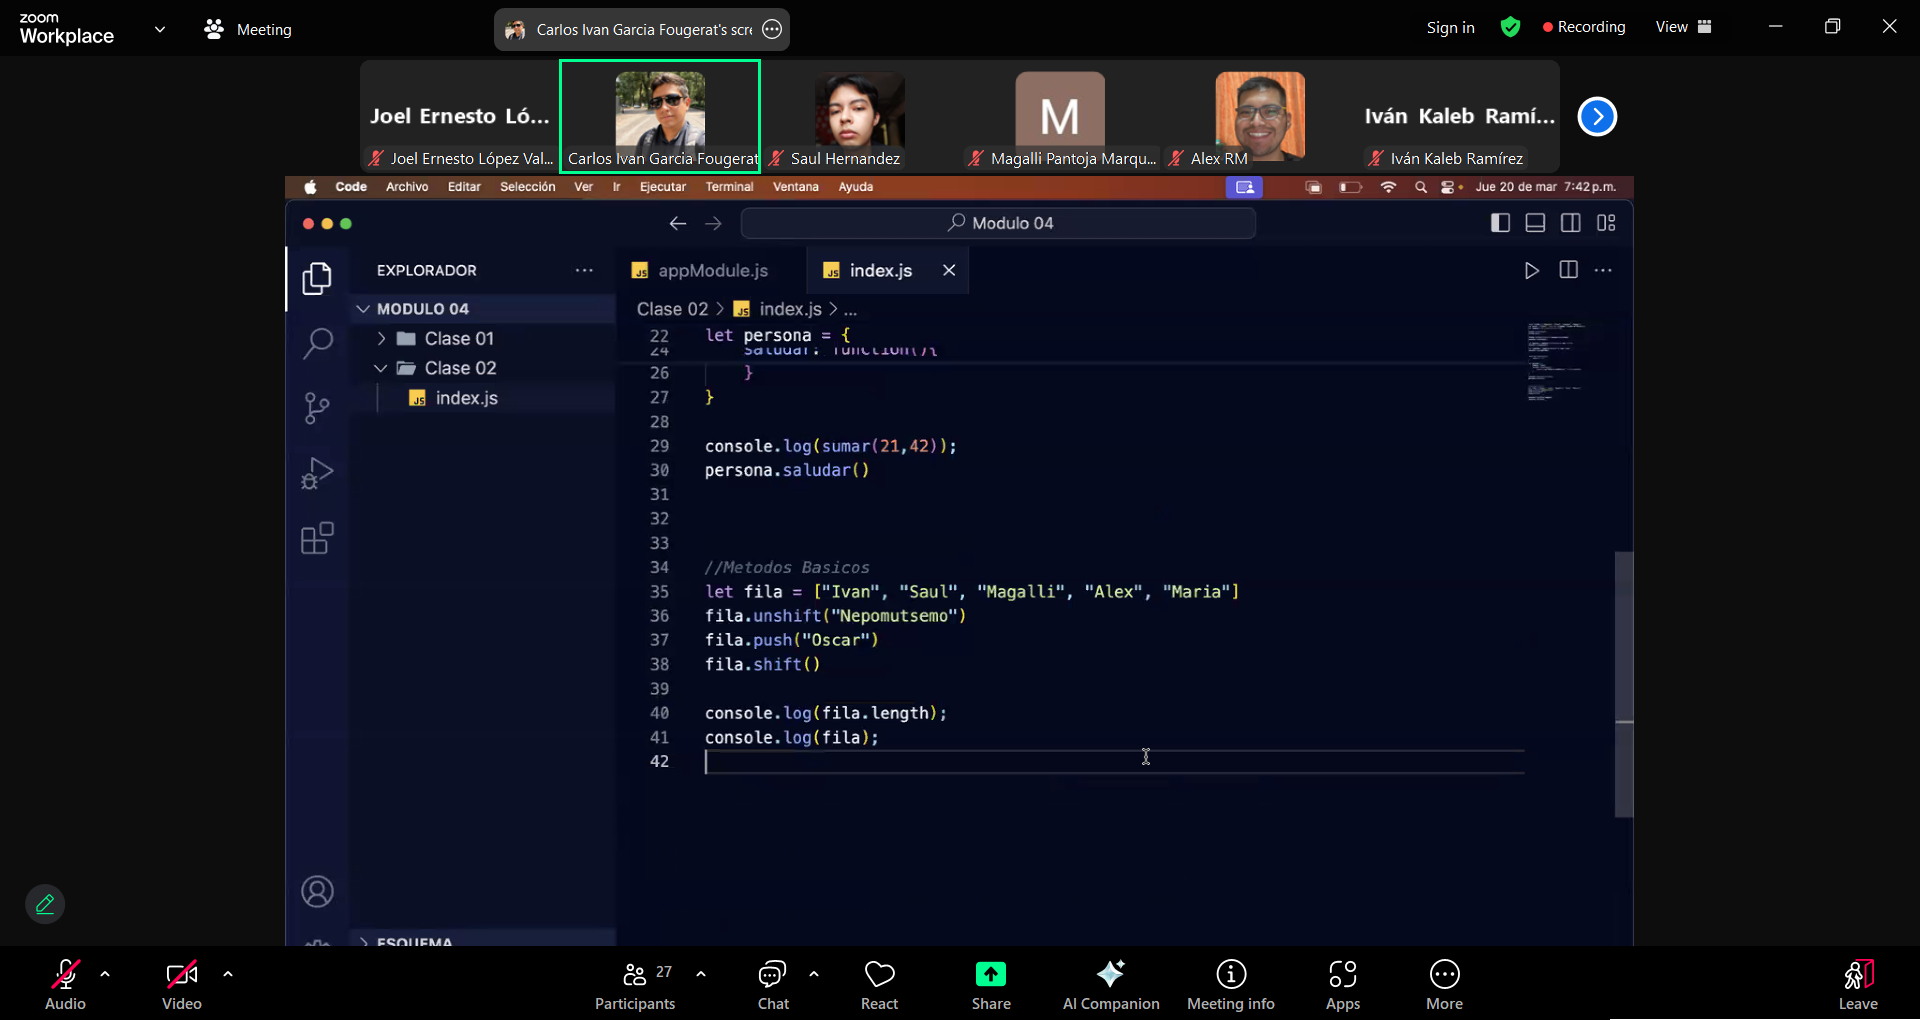 zoom
Workplace
Meeting
Carlos Ivan Garcia Fougerat's scre
Sign in
Recording
View
Joel Ernesto Ló...
M
Iván Kaleb Ramí...
Joel Ernesto López Val...
Carlos Ivan Garcia Fougerat
Saul Hernandez
Magalli Pantoja Marqu...
Alex RM
Iván Kaleb Ramírez
Code Archivo Editar Selección Ver Ir Ejecutar Terminal Ventana Ayuda
Jue 20 de mar 7:42 p.m.
Modulo 04
EXPLORADOR
JS appModule.js
JS index.js
MODULO 04
Clase 02 > JS index.js > ...
Clase 01
Clase 02
JS index.js
22 let persona = {
24 saludar: function(){
26 }
27 }
28
29 console.log(sumar(21,42));
30 persona.saludar()
31
32
33
34 //Metodos Basicos
35 let fila = ["Ivan", "Saul", "Magalli", "Alex", "Maria"]
36 fila.unshift("Nepomutsemo")
37 fila.push("Oscar")
38 fila.shift()
39
40 console.log(fila.length);
41 console.log(fila);
42
ESQUEMA
Audio
Video
27
Participants
Chat
React
Share
AI Companion
Meeting info
Apps
More
Leave